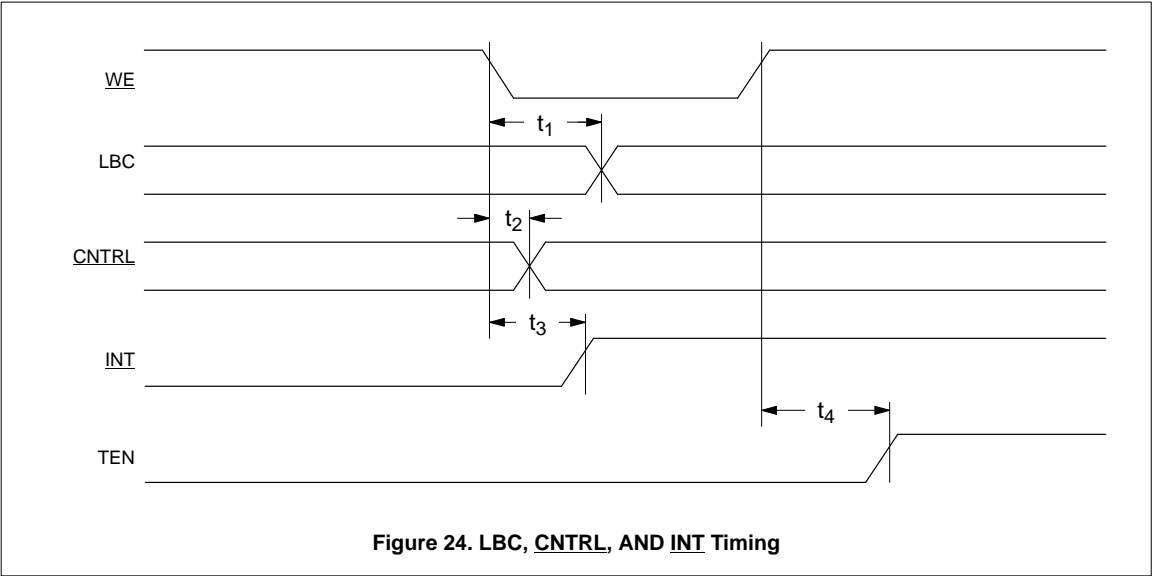 WE
t1
LBC
t2
CNTRL
t3
INT
t4
TEN
Figure 24. LBC, CNTRL, AND INT Timing